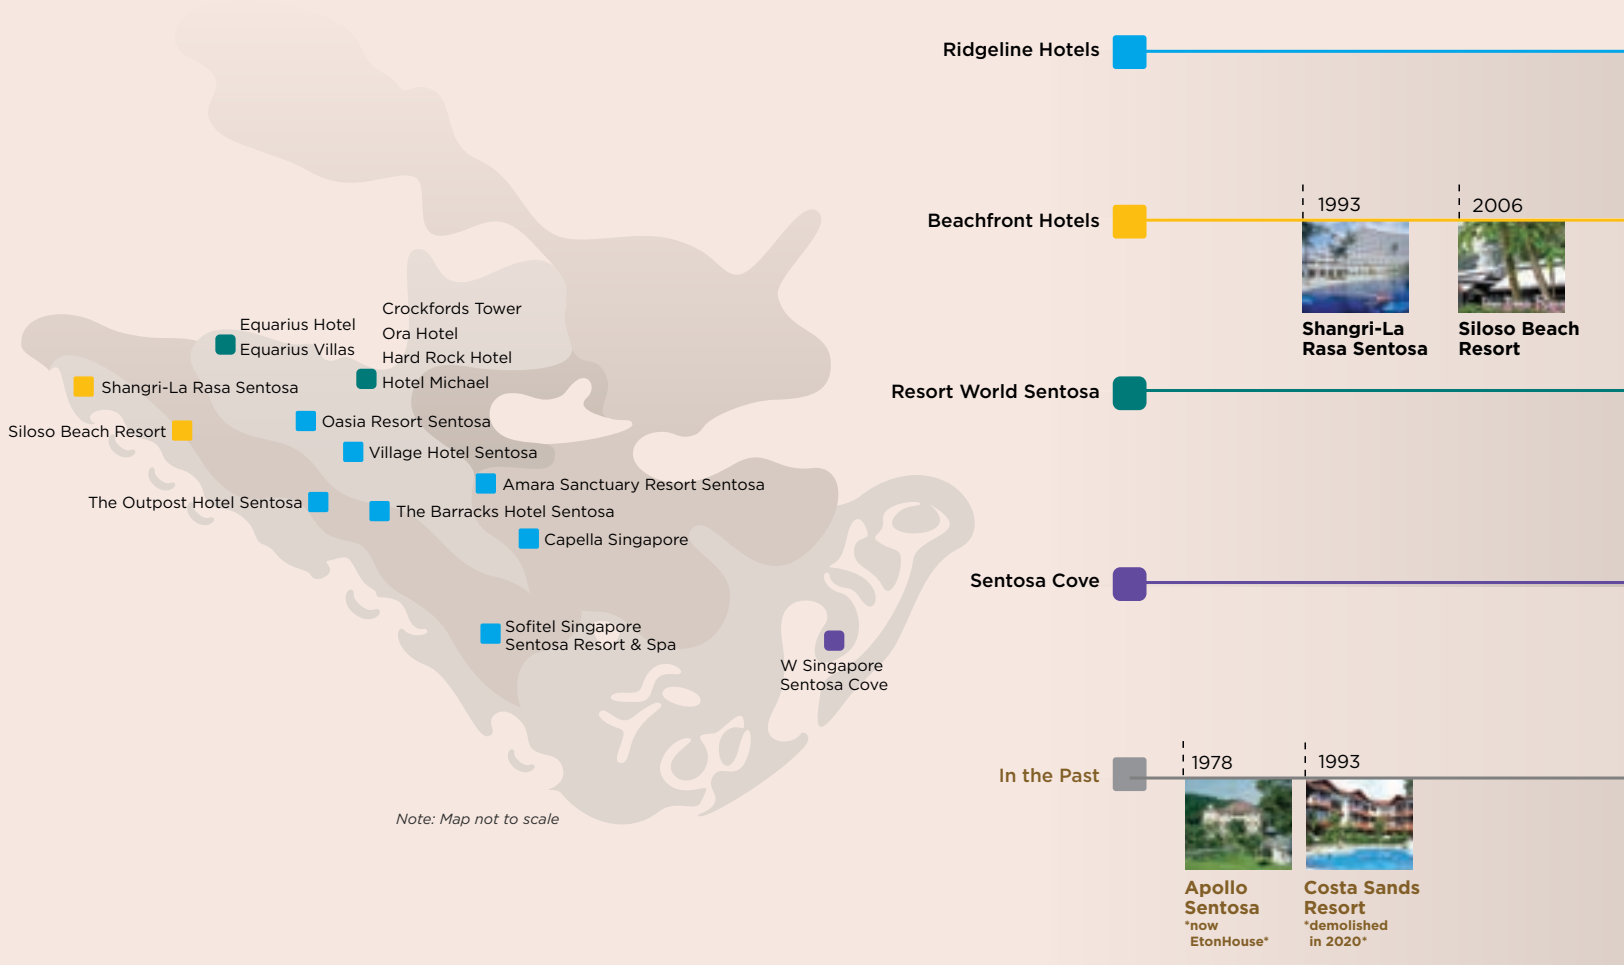 Equarius Hotel
Equarius Villas
Crockfords Tower
Ora Hotel
Hard Rock Hotel
Hotel Michael
Shangri-La Rasa Sentosa
Siloso Beach Resort
Oasia Resort Sentosa
Village Hotel Sentosa
Amara Sanctuary Resort Sentosa
The Outpost Hotel Sentosa
The Barracks Hotel Sentosa
Capella Singapore
Sofitel Singapore
Sentosa Resort & Spa
W Singapore
Sentosa Cove
Note: Map not to scale
Ridgeline Hotels
Beachfront Hotels
1993
Shangri-La
Rasa Sentosa
2006
Siloso Beach
Resort
Resort World Sentosa
Sentosa Cove
In the Past
1978
Apollo
Sentosa
*now
EtonHouse*
1993
Costa Sands
Resort
*demolished
in 2020*